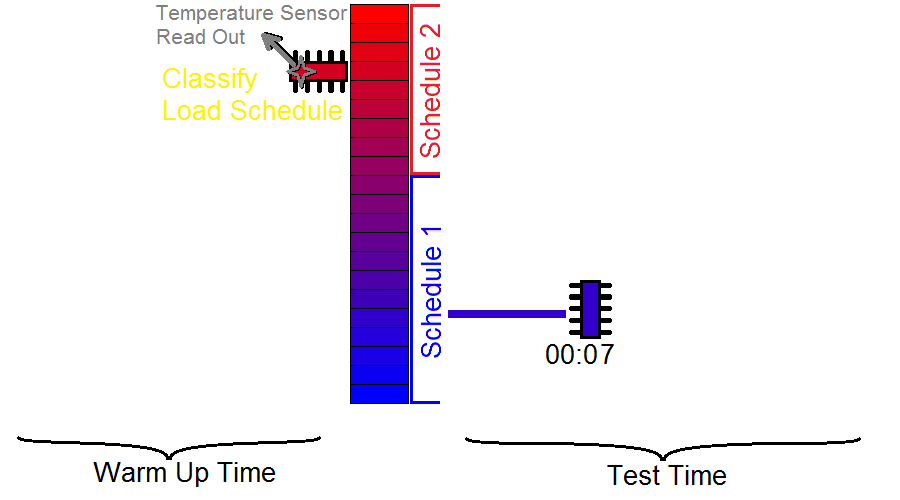 Temperature Sensor
Read Out
Classify
Load Schedule
Schedule 2
Schedule 1
00:07
Warm Up Time
Test Time